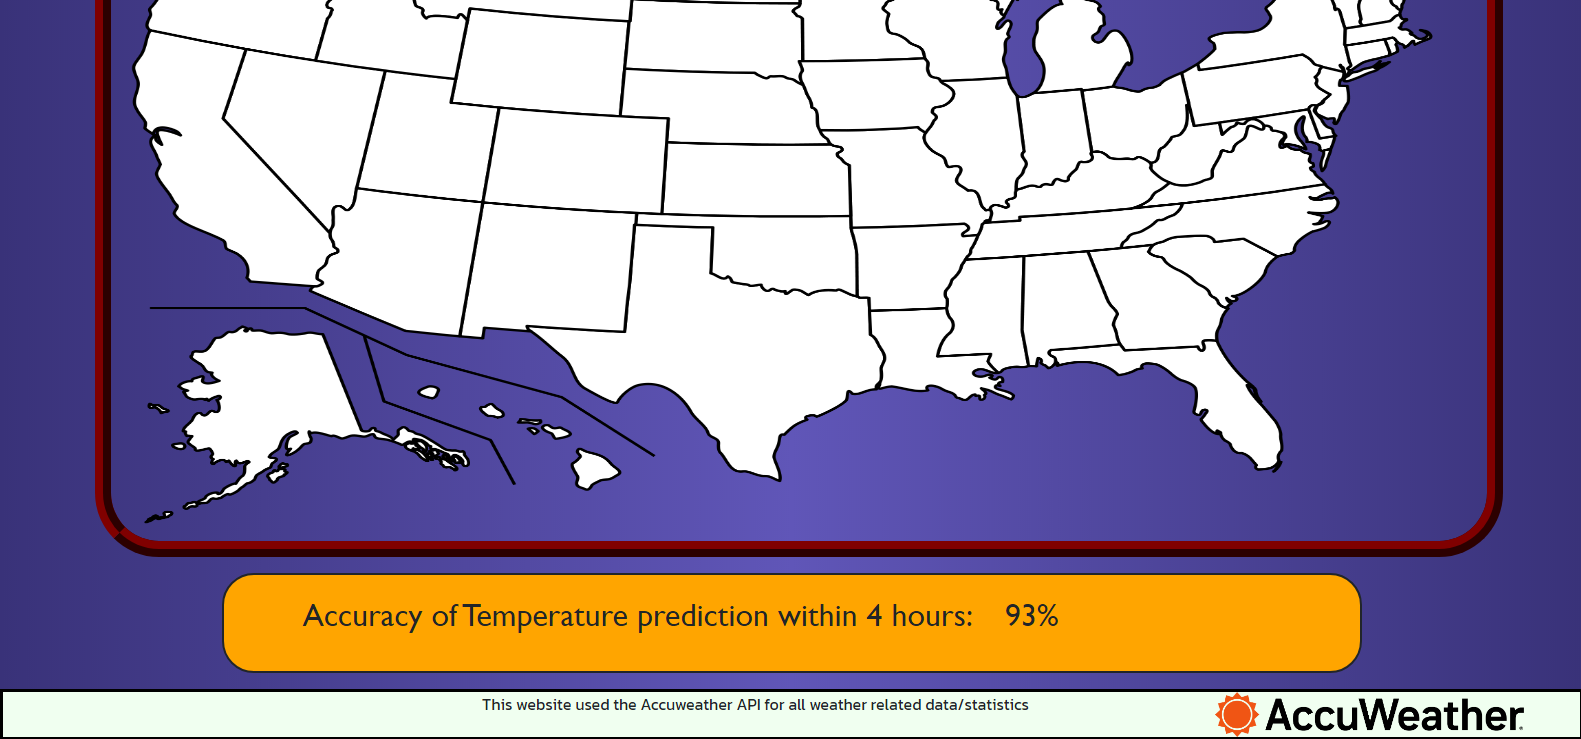 Accuracy of Temperature prediction within 4 hours: 93%
This website used the Accuweather API for all weather related data/statistics
AccuWeather